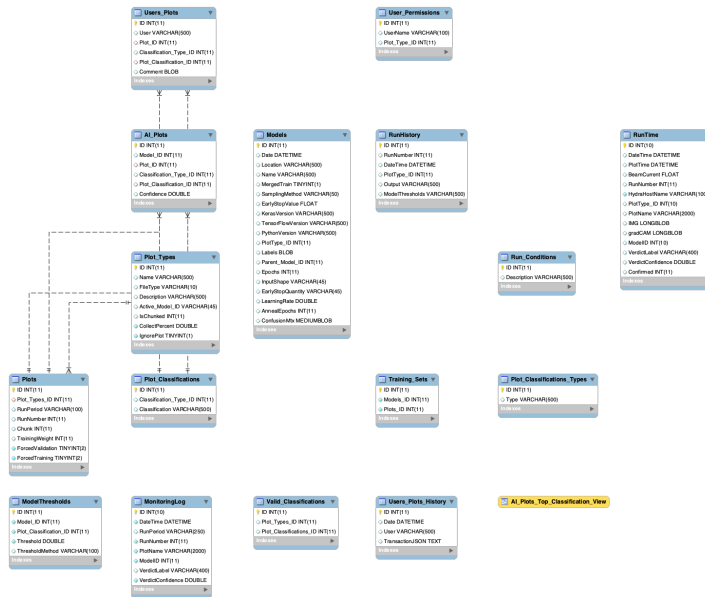 Users_Plots
ID INT(11)
User VARCHAR(500)
Plot_ID INT(11)
Classification_Type_ID INT(11)
Plot_Classification_ID INT(11)
Comment BLOB
Indexes
User_Permissions
ID INT(11)
UserName VARCHAR(100)
Plot_Type_ID INT(11)
Indexes
AI_Plots
ID INT(11)
Model_ID INT(11)
Plot_ID INT(11)
Classification_Type_ID INT(11)
Plot_Classification_ID INT(11)
Confidence DOUBLE
Indexes
Models
ID INT(11)
Date DATETIME
Location VARCHAR(500)
Name VARCHAR(500)
MergedTrain TINYINT(1)
SamplingMethod VARCHAR(50)
EarlyStopValue FLOAT
KerasVersion VARCHAR(500)
TensorFlowVersion VARCHAR(500)
PythonVersion VARCHAR(500)
PlotType_ID INT(11)
Labels BLOB
Parent_Model_ID INT(11)
Epochs INT(11)
InputShape VARCHAR(45)
EarlyStopQuantity VARCHAR(45)
LearningRate DOUBLE
AnnealEpochs INT(11)
ConfusionMtx MEDIUMBLOB
Indexes
RunHistory
ID INT(11)
RunNumber INT(11)
DateTime DATETIME
PlotType_ID INT(11)
Output VARCHAR(500)
ModelThresholds VARCHAR(500)
Indexes
RunTime
ID INT(10)
DateTime DATETIME
PlotTime DATETIME
BeamCurrent FLOAT
RunNumber INT(11)
HydraHostName VARCHAR(100
PlotType_ID INT(10)
PlotName VARCHAR(2000)
IMG LONGBLOB
gradCAM LONGBLOB
ModelID INT(10)
VerdictLabel VARCHAR(400)
VerdictConfidence DOUBLE
Confirmed INT(11)
Indexes
Plot_Types
ID INT(11)
Name VARCHAR(500)
FileType VARCHAR(10)
Description VARCHAR(500)
Active_Model_ID VARCHAR(45)
IsChunked INT(11)
CollectPercent DOUBLE
IgnorePlot TINYINT(1)
Indexes
Run_Conditions
ID INT(11)
Description VARCHAR(500)
Indexes
Plots
ID INT(11)
Plot_Types_ID INT(11)
RunPeriod VARCHAR(100)
RunNumber INT(11)
Chunk INT(11)
TrainingWeight INT(11)
ForcedValidation TINYINT(2)
ForcedTraining TINYINT(2)
Indexes
Plot_Classifications
ID INT(11)
Classification_Type_ID INT(11)
Classification VARCHAR(500)
Indexes
Training_Sets
ID INT(11)
Models_ID INT(11)
Plots_ID INT(11)
Indexes
Plot_Classifications_Types
ID INT(11)
Type VARCHAR(500)
Indexes
ModelThresholds
ID INT(11)
Model_ID INT(11)
Plot_Classification_ID INT(11)
Threshold DOUBLE
ThresholdMethod VARCHAR(100)
Indexes
MonitoringLog
ID INT(10)
DateTime DATETIME
RunPeriod VARCHAR(250)
RunNumber INT(11)
PlotName VARCHAR(2000)
ModelID INT(11)
VerdictLabel VARCHAR(400)
VerdictConfidence DOUBLE
Indexes
Valid_Classifications
ID INT(11)
Plot_Types_ID INT(11)
Plot_Classifications_ID INT(11)
Indexes
Users_Plots_History
ID INT(11)
Date DATETIME
User VARCHAR(500)
TransactionJSON TEXT
Indexes
AI_Plots_Top_Classification_View